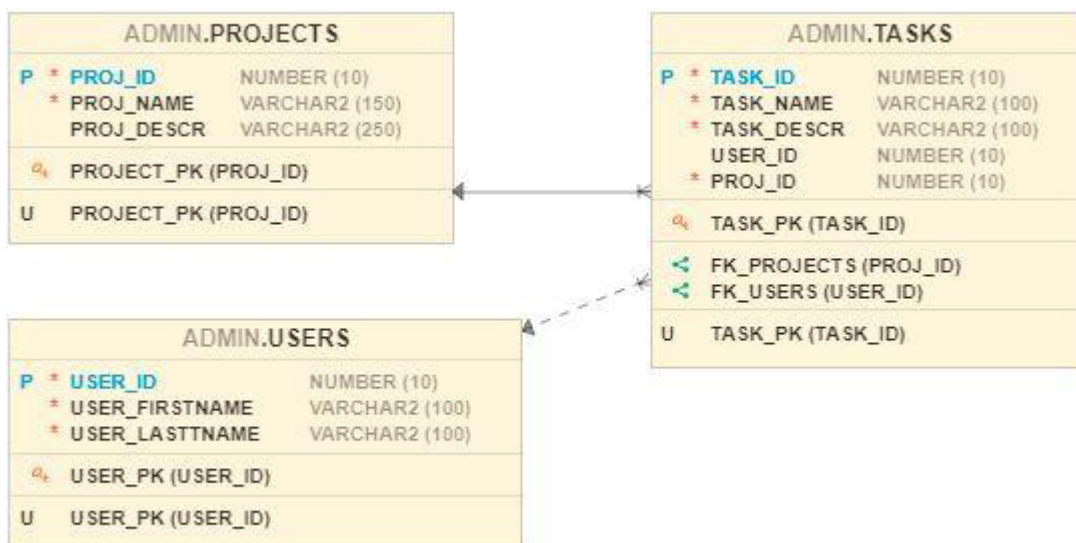 ADMIN.PROJECTS
P * PROJ_ID NUMBER (10)
* PROJ_NAME VARCHAR2 (150)
PROJ_DESCR VARCHAR2 (250)
PROJECT_PK (PROJ_ID)
U PROJECT_PK (PROJ_ID)
ADMIN.TASKS
P * TASK_ID NUMBER (10)
* TASK_NAME VARCHAR2 (100)
* TASK_DESCR VARCHAR2 (100)
USER_ID NUMBER (10)
* PROJ_ID NUMBER (10)
TASK_PK (TASK_ID)
FK_PROJECTS (PROJ_ID)
FK_USERS (USER_ID)
U TASK_PK (TASK_ID)
ADMIN.USERS
P * USER_ID NUMBER (10)
* USER_FIRSTNAME VARCHAR2 (100)
* USER_LASTTNAME VARCHAR2 (100)
USER_PK (USER_ID)
U USER_PK (USER_ID)